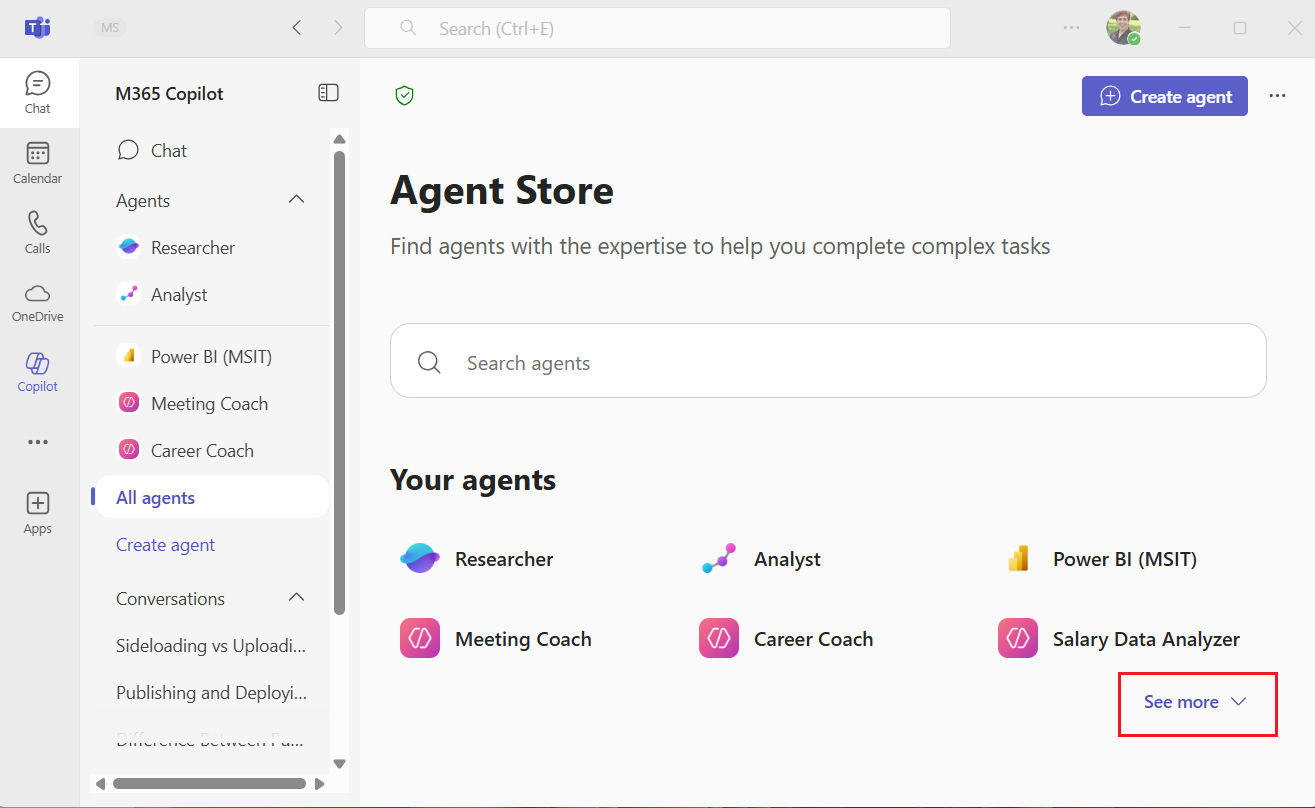 MS
Search (Ctrl+E)
Chat
Calendar
Calls
OneDrive
Copilot
Apps
M365 Copilot
Chat
Agents
Researcher
Analyst
Power BI (MSIT)
Meeting Coach
Career Coach
All agents
Create agent
Conversations
Sideloading vs Uploadi...
Publishing and Deployi...
Difference Between Pu...
Create agent
Agent Store
Find agents with the expertise to help you complete complex tasks
Search agents
Your agents
Researcher
Analyst
Power BI (MSIT)
Meeting Coach
Career Coach
Salary Data Analyzer
See more